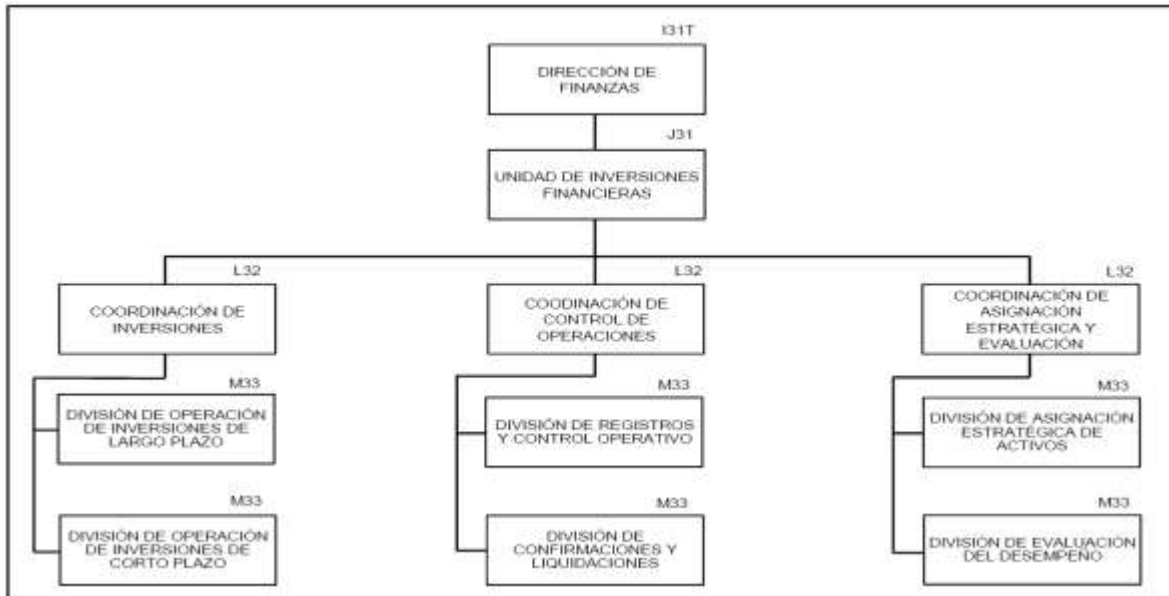 I31T
DIRECCIÓN DE
FINANZAS
J31
UNIDAD DE INVERSIONES
FINANCIERAS
L32
COORDINACIÓN DE
INVERSIONES
L32
COODINACIÓN DE
CONTROL DE
OPERACIONES
L32
COORDINACIÓN DE
ASIGNACIÓN
ESTRATÉGICA Y
EVALUACIÓN
M33
DIVISIÓN DE OPERACIÓN
DE INVERSIONES DE
LARGO PLAZO
M33
DIVISIÓN DE REGISTROS
Y CONTROL OPERATIVO
M33
DIVISIÓN DE ASIGNACIÓN
ESTRATÉGICA DE
ACTIVOS
M33
DIVISIÓN DE OPERACIÓN
DE INVERSIONES DE
CORTO PLAZO
M33
DIVISIÓN DE
CONFIRMACIONES Y
LIQUIDACIONES
M33
DIVISIÓN DE EVALUACIÓN
DEL DESEMPEÑO